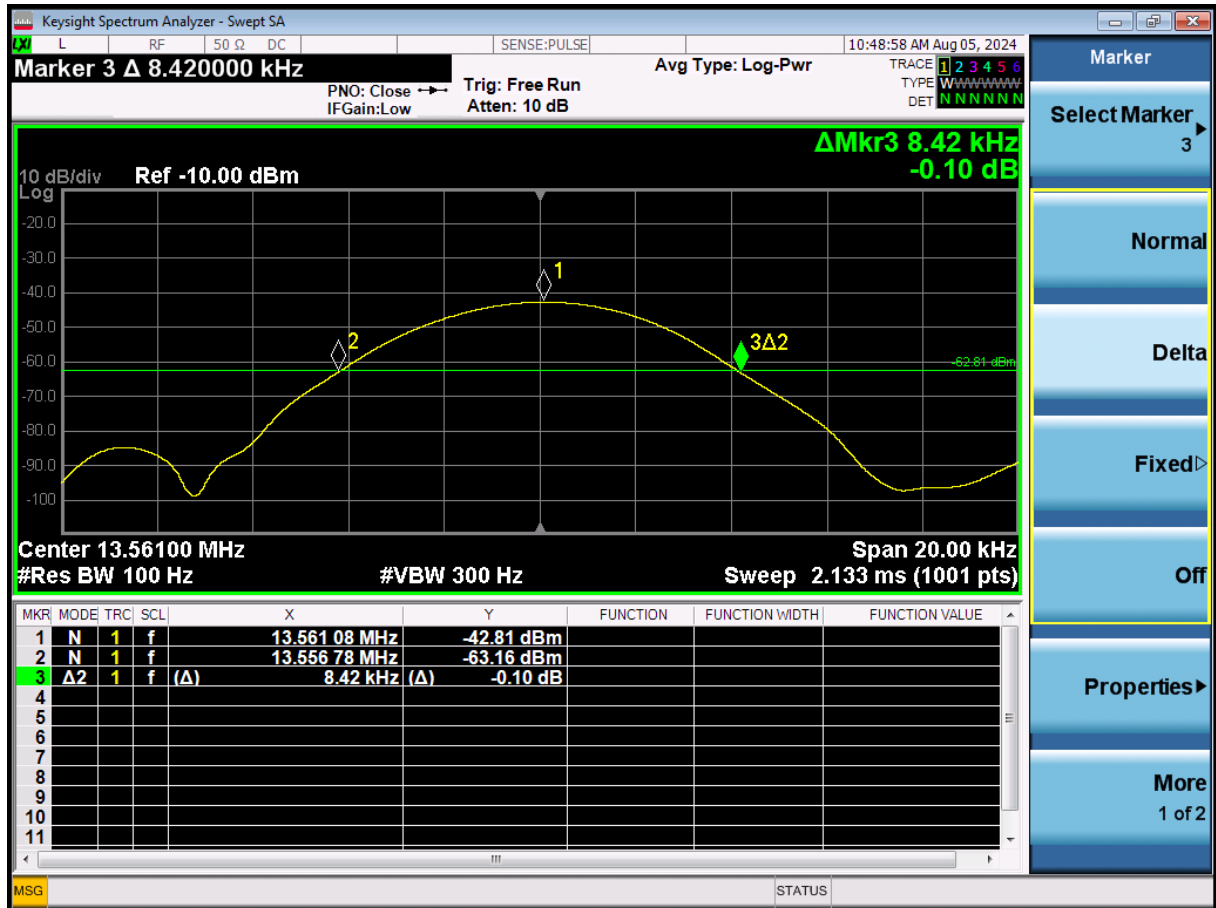 Keysight Spectrum Analyzer - Swept SA
LXI L RF 50 Ω DC SENSE:PULSE 10:48:58 AM Aug 05, 2024
Marker 3 Δ 8.420000 kHz
PNO: Close
IFGain:Low
Trig: Free Run
Atten: 10 dB
Avg Type: Log-Pwr
TRACE 1 2 3 4 5 6
TYPE WWWWWW
DET N N N N N N
ΔMkr3 8.42 kHz
-0.10 dB
10 dB/div Ref -10.00 dBm
Log
-20.0
-30.0
-40.0
-50.0
-60.0
-70.0
-80.0
-90.0
-100
1
2
3Δ2
-62.81 dBm
Center 13.56100 MHz Span 20.00 kHz
#Res BW 100 Hz #VBW 300 Hz Sweep 2.133 ms (1001 pts)
MKR MODE TRC SCL X Y FUNCTION FUNCTION WIDTH FUNCTION VALUE
1 N 1 f 13.561 08 MHz -42.81 dBm
2 N 1 f 13.556 78 MHz -63.16 dBm
3 Δ2 1 f (Δ) 8.42 kHz (Δ) -0.10 dB
4
5
6
7
8
9
10
11
MSG STATUS
Marker
Select Marker
3
Normal
Delta
Fixed
Off
Properties
More
1 of 2